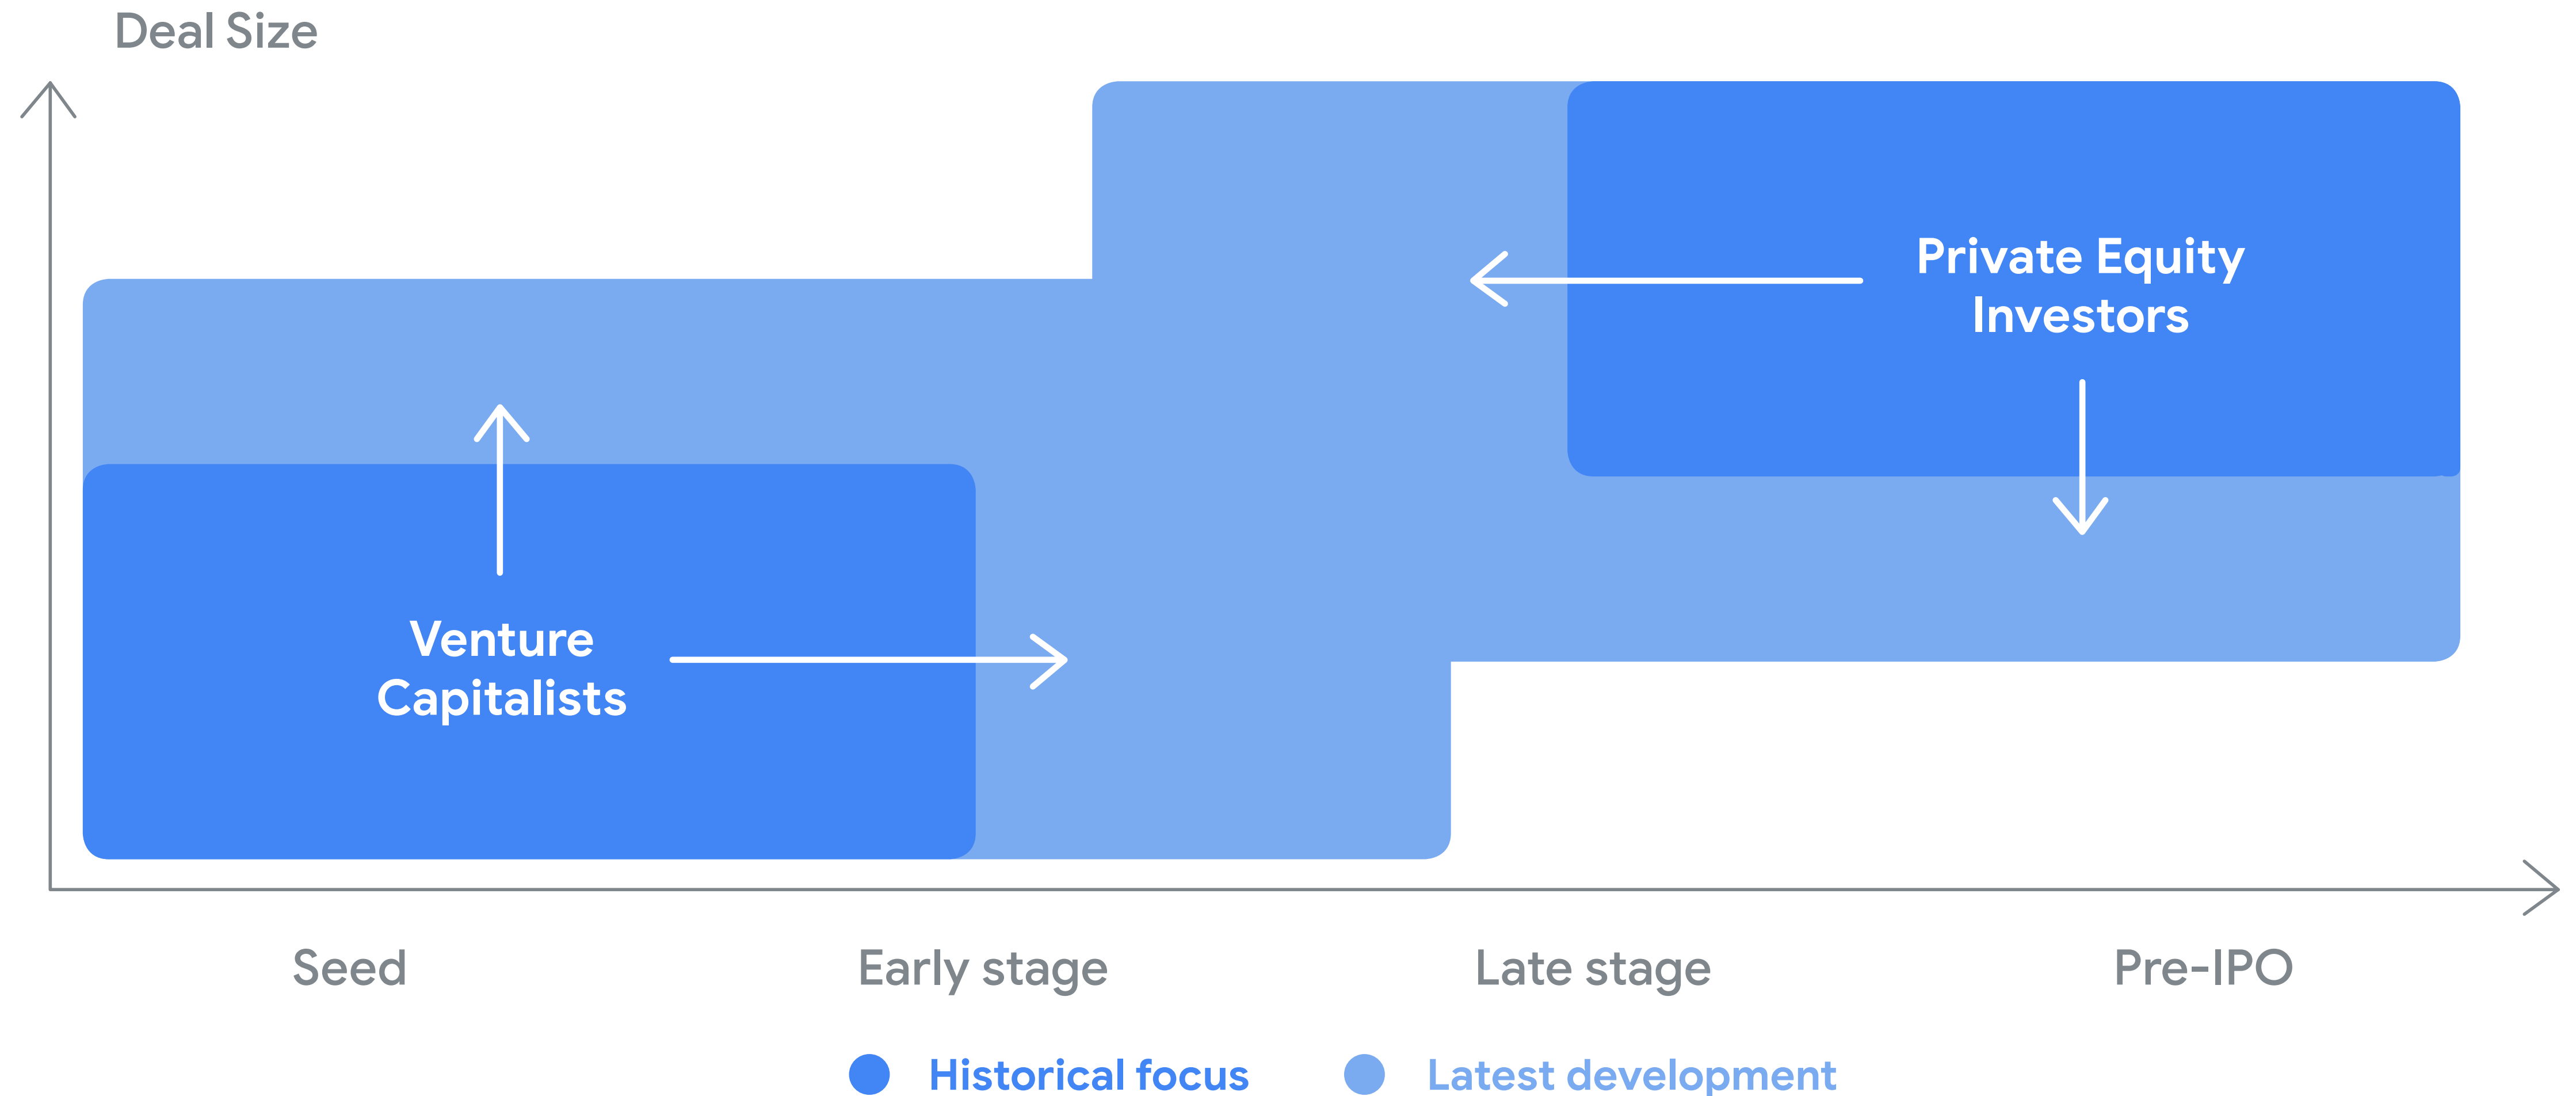 Deal Size
Private Equity
Investors
Venture
Capitalists
Seed
Early stage
Late stage
Pre-IPO
Historical focus
Latest development